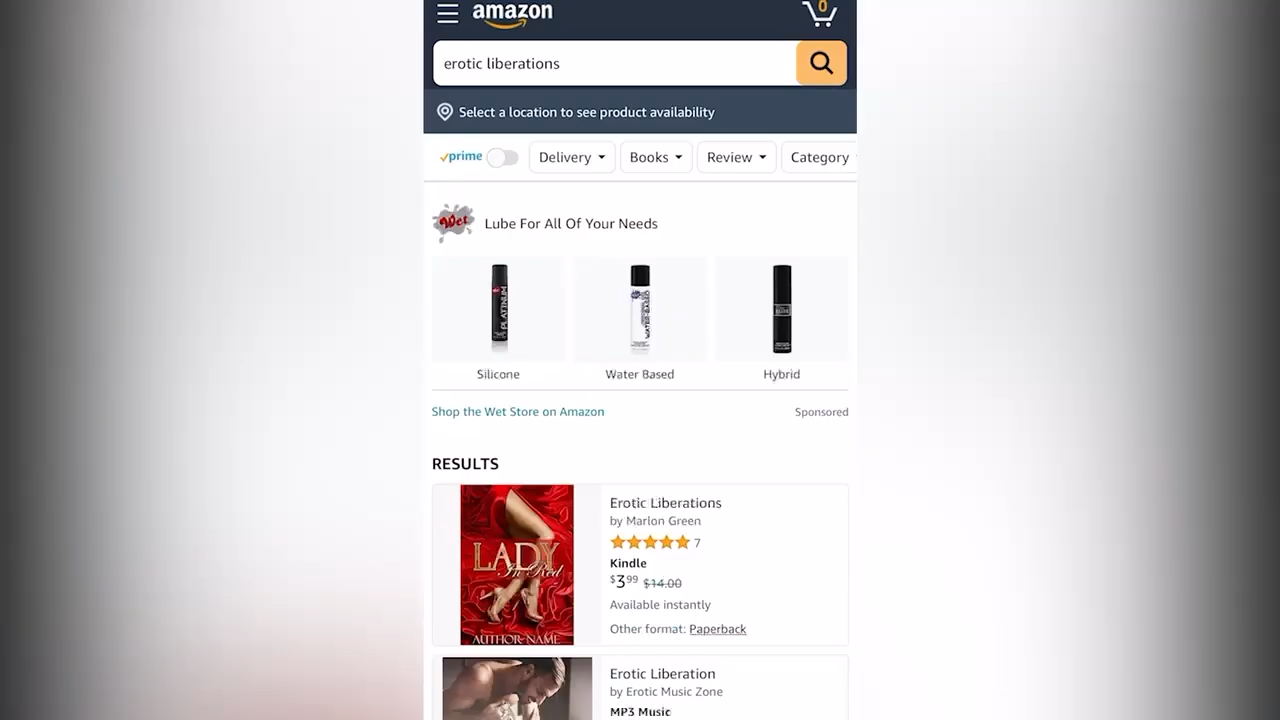 amazon
0
erotic liberations
Select a location to see product availability
prime
Delivery
Books
Review
Category
Wet
Lube For All Of Your Needs
PLATINUM
WATER-BASED
Silicone
Water Based
Hybrid
Shop the Wet Store on Amazon
Sponsored
RESULTS
LADY
In Red
AUTHOR NAME
Erotic Liberations
by Marlon Green
7
Kindle
$3.99 $14.00
Available instantly
Other format: Paperback
Erotic Liberation
by Erotic Music Zone
MP3 Music